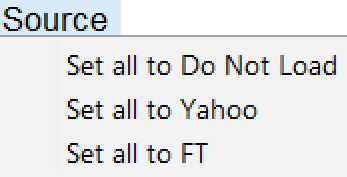 Source
Set all to Do Not Load
Set all to Yahoo
Set all to FT